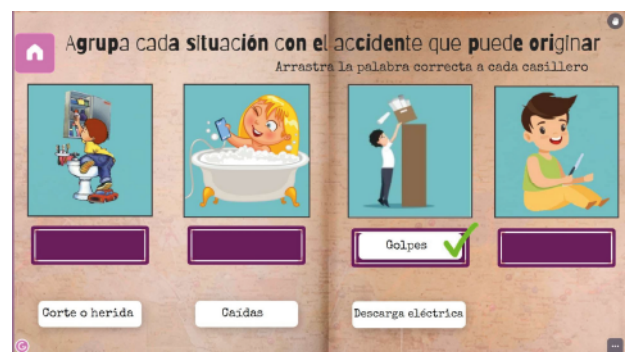 Agrupa cada situación con el accidente que puede originar
Arrastra la palabra correcta a cada casillero
Golpes
Corte o herida
Caídas
Descarga eléctrica